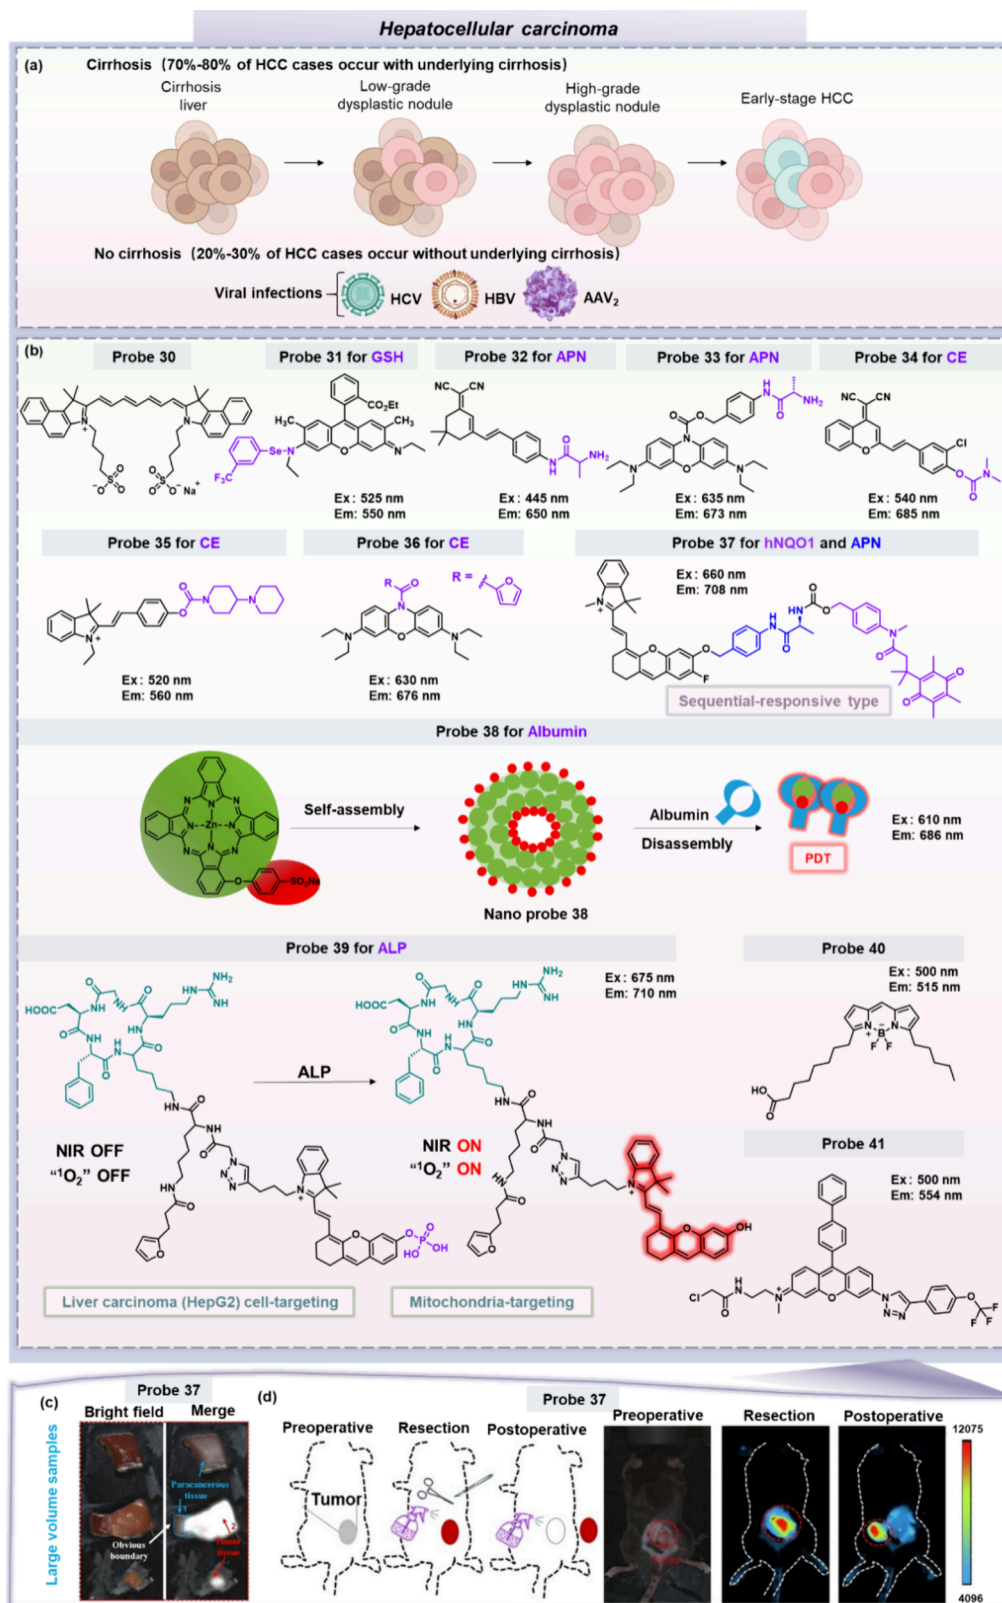 Hepatocellular carcinoma
(a)
Cirrhosis (70%-80% of HCC cases occur with underlying cirrhosis)
Cirrhosis
liver
Low-grade
dysplastic nodule
High-grade
dysplastic nodule
Early-stage HCC
No cirrhosis (20%-30% of HCC cases occur without underlying cirrhosis)
Viral infections
HCV
HBV
AAV2
(b)
Probe 30
Probe 31 for GSH
Probe 32 for APN
Probe 33 for APN
Probe 34 for CE
Ex: 525 nm
Em: 550 nm
Ex: 445 nm
Em: 650 nm
Ex: 635 nm
Em: 673 nm
Ex: 540 nm
Em: 685 nm
Probe 35 for CE
Probe 36 for CE
Probe 37 for hNQO1 and APN
R =
Ex: 520 nm
Em: 560 nm
Ex: 630 nm
Em: 676 nm
Ex: 660 nm
Em: 708 nm
Sequential-responsive type
Probe 38 for Albumin
Self-assembly
Nano probe 38
Albumin
Disassembly
PDT
Ex: 610 nm
Em: 686 nm
Probe 39 for ALP
ALP
NIR OFF
"¹O₂" OFF
NIR ON
"¹O₂" ON
Ex: 675 nm
Em: 710 nm
Liver carcinoma (HepG2) cell-targeting
Mitochondria-targeting
Probe 40
Ex: 500 nm
Em: 515 nm
Probe 41
Ex: 500 nm
Em: 554 nm
(c)
Probe 37
Bright field
Merge
Large volume samples
Paracancerous
tissue
1
2
Obvious
boundary
tissue
(d)
Probe 37
Preoperative
Resection
Postoperative
Tumor
Preoperative
Resection
Postoperative
12075
4096